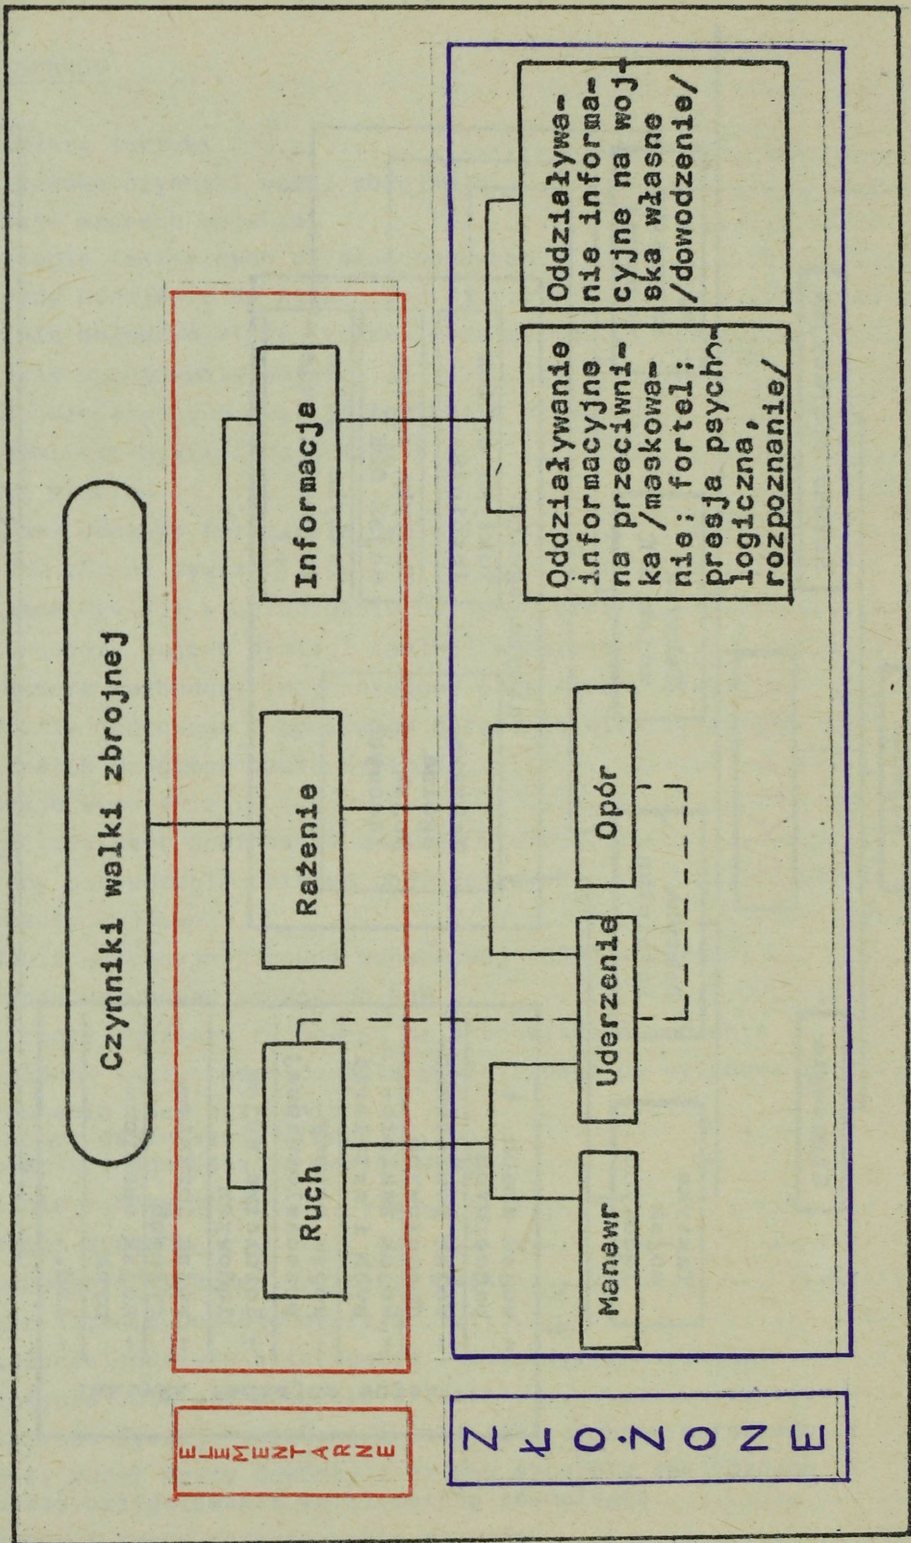 Czynniki walki zbrojnej
ELEMENTARNE
Ruch
Rażenie
Informacja
ZŁOŻONE
Manewr
Uderzenie
Opór
Oddziaływanie
informacyjne
na przeciwni-
ka /maskowa-
nie; fortel;
presja psycho-
logiczna,
rozpoznanie/
Oddziaływa-
nie informa-
cyjne na woj-
ska własne
/dowodzenie/